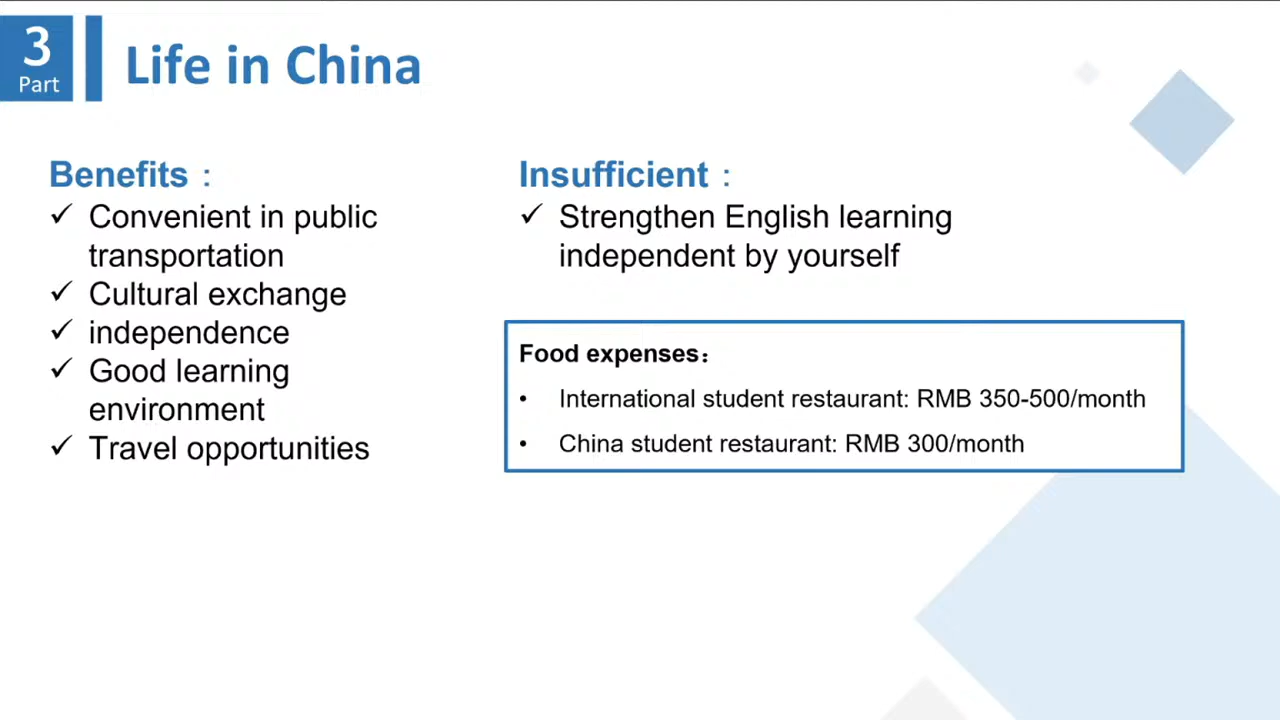 3
Part
Life in China
Benefits：
✓ Convenient in public
transportation
✓ Cultural exchange
✓ independence
✓ Good learning
environment
✓ Travel opportunities
Insufficient：
✓ Strengthen English learning
independent by yourself
Food expenses：
• International student restaurant: RMB 350-500/month
• China student restaurant: RMB 300/month